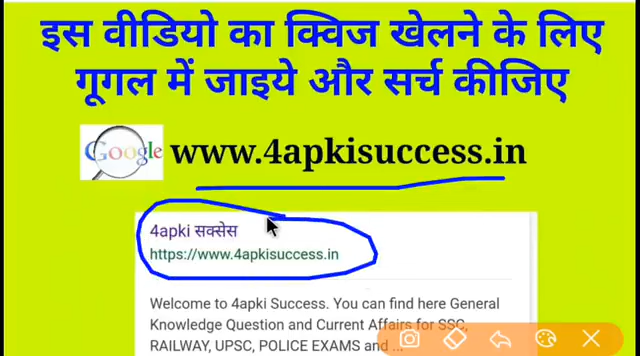 इस वीडियो का क्विज खेलने के लिए
गूगल में जाइये और सर्च कीजिए
Google www.4apkisuccess.in
4apki सक्सेस
https://www.4apkisuccess.in
Welcome to 4apki Success. You can find here General
Knowledge Question and Current Affairs for SSC,
RAILWAY, UPSC, POLICE EXAMS and ...